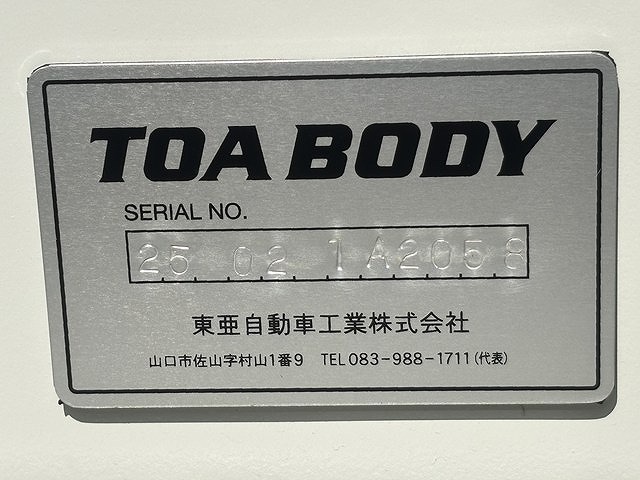 TOA BODY
SERIAL NO.
25 02 1A2058
東亜自動車工業株式会社
山口市佐山字村山1番9 TEL 083-988-1711(代表)